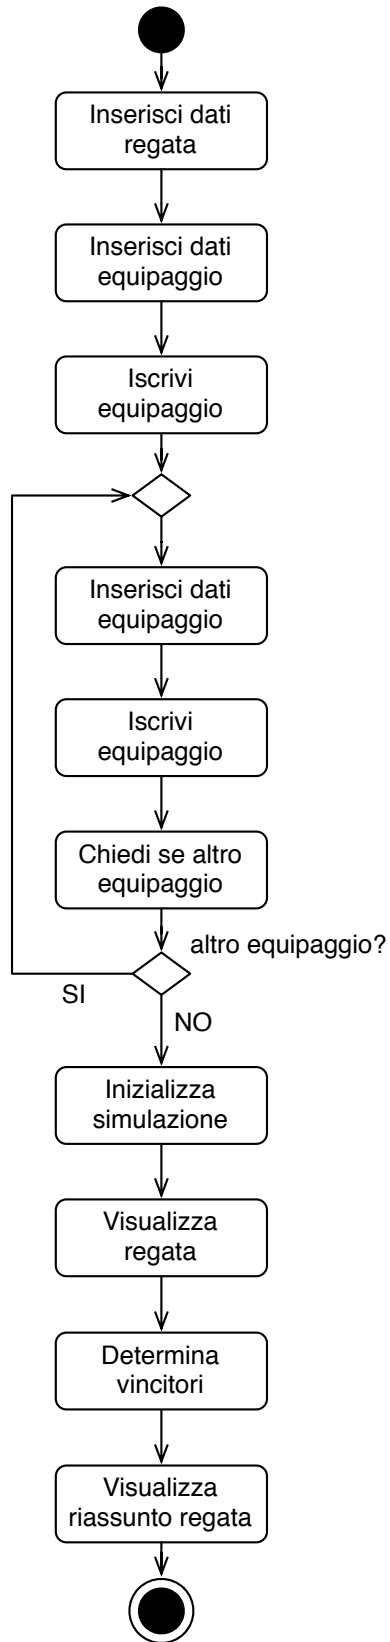 Inserisci dati
regata
Inserisci dati
equipaggio
Iscrivi
equipaggio
Inserisci dati
equipaggio
Iscrivi
equipaggio
Chiedi se altro
equipaggio
altro equipaggio?
SI
NO
Inizializza
simulazione
Visualizza
regata
Determina
vincitori
Visualizza
riassunto regata